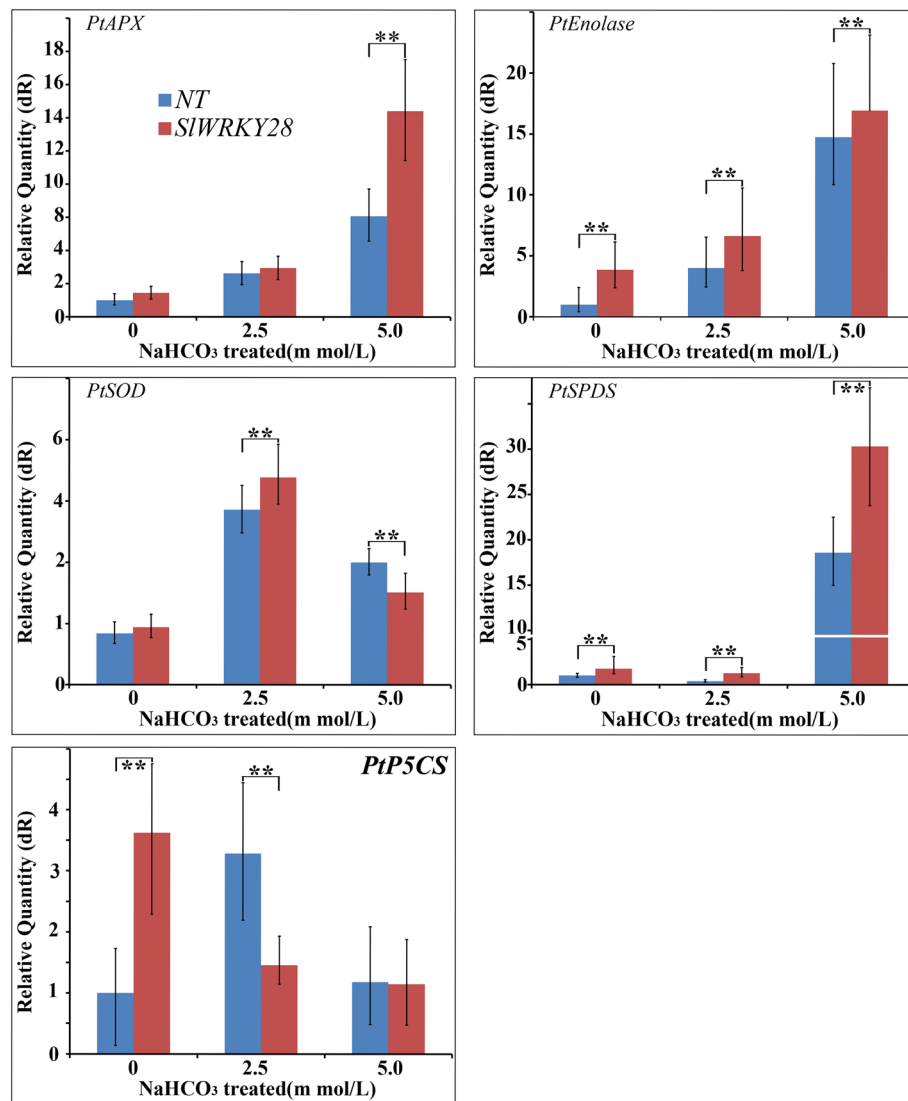 PtAPX
Relative Quantity (dR)
18
14
8
4
2
0
NT
SlWRKY28
**
0 2.5 5.0
NaHCO₃ treated(m mol/L)
PtEnolase
Relative Quantity (dR)
20
15
10
5
0
**
**
**
0 2.5 5.0
NaHCO₃ treated(m mol/L)
PtSOD
Relative Quantity (dR)
6
4
2
1
0
**
**
0 2.5 5.0
NaHCO₃ treated(m mol/L)
PtSPDS
Relative Quantity (dR)
30
25
20
15
10
5
0
**
**
**
0 2.5 5.0
NaHCO₃ treated(m mol/L)
PtP5CS
Relative Quantity (dR)
4
3
2
1
0
**
**
0 2.5 5.0
NaHCO₃ treated(m mol/L)